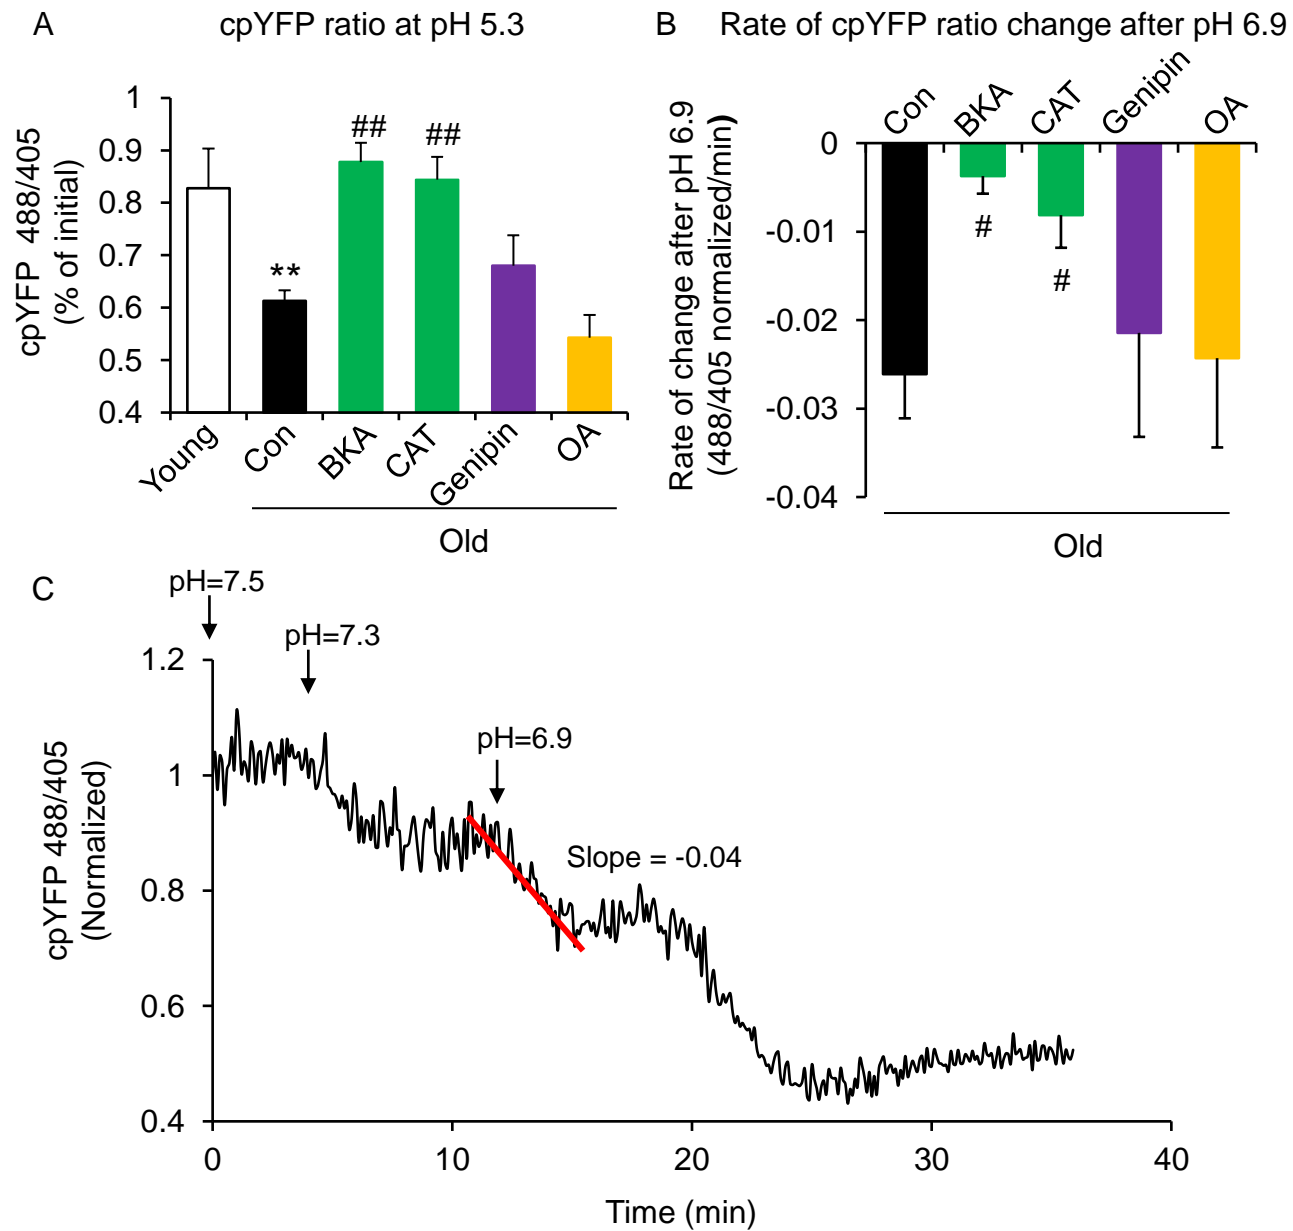 A
cpYFP ratio at pH 5.3
cpYFP 488/405
(% of initial)
1
0.9
0.8
0.7
0.6
0.5
0.4
**
##
##
Young
Con
BKA
CAT
Genipin
OA
Old
B
Rate of cpYFP ratio change after pH 6.9
Rate of change after pH 6.9
(488/405 normalized/min)
Con
BKA
CAT
Genipin
OA
0
-0.01
-0.02
-0.03
-0.04
#
#
Old
C
pH=7.5
pH=7.3
pH=6.9
Slope = -0.04
cpYFP 488/405
(Normalized)
1.2
1
0.8
0.6
0.4
0
10
20
30
40
Time (min)